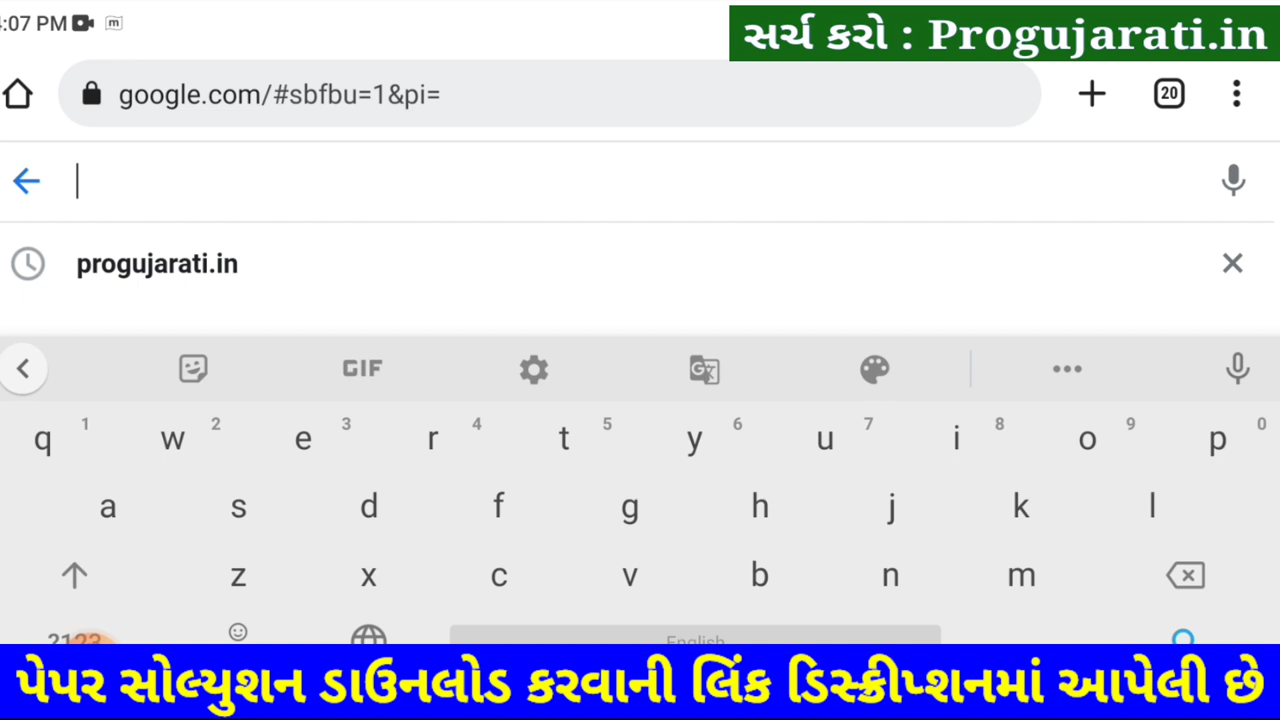 :07 PM m
સર્ચ કરો : Progujarati.in
google.com/#sbfbu=1&pi=
20
progujarati.in
GIF
q 1 w 2 e 3 r 4 t 5 y 6 u 7 i 8 o 9 p 0
a s d f g h j k l
z x c v b n m
English
પેપર સોલ્યુશન ડાઉનલોડ કરવાની લિંક ડિસ્ક્રીપ્શનમાં આપેલી છે